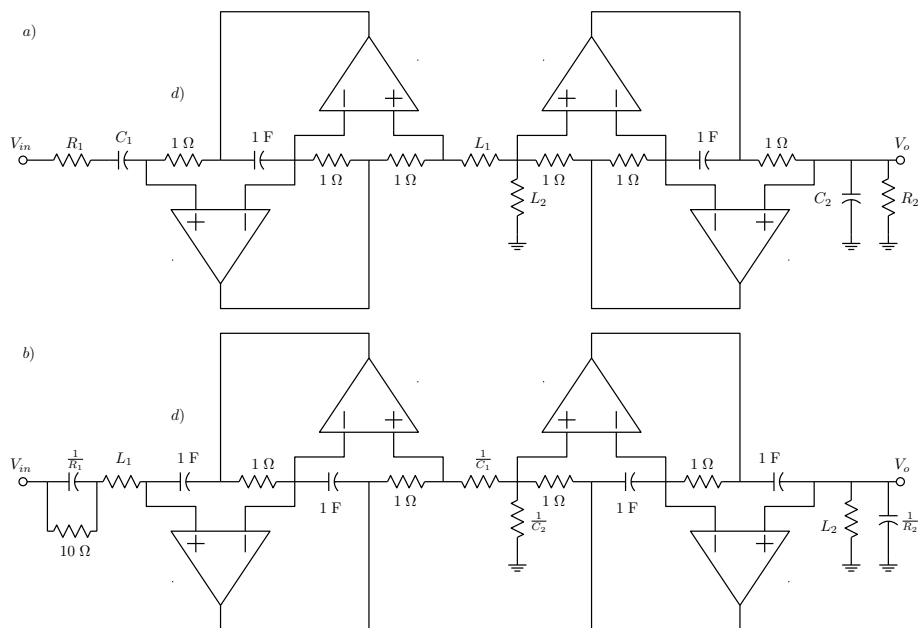 a)
d)
V_in R_1 C_1 1 Ω 1 F 1 Ω 1 Ω L_1 L_2 1 Ω 1 Ω 1 F 1 Ω C_2 R_2 V_o
+ − − + + − − +
b)
d)
V_in 1/R_1 10 Ω L_1 1 F 1 Ω 1 F 1 Ω 1/C_1 1/C_2 1 Ω 1 F 1 Ω 1 F L_2 1/R_2 V_o
+ − − + + − − +